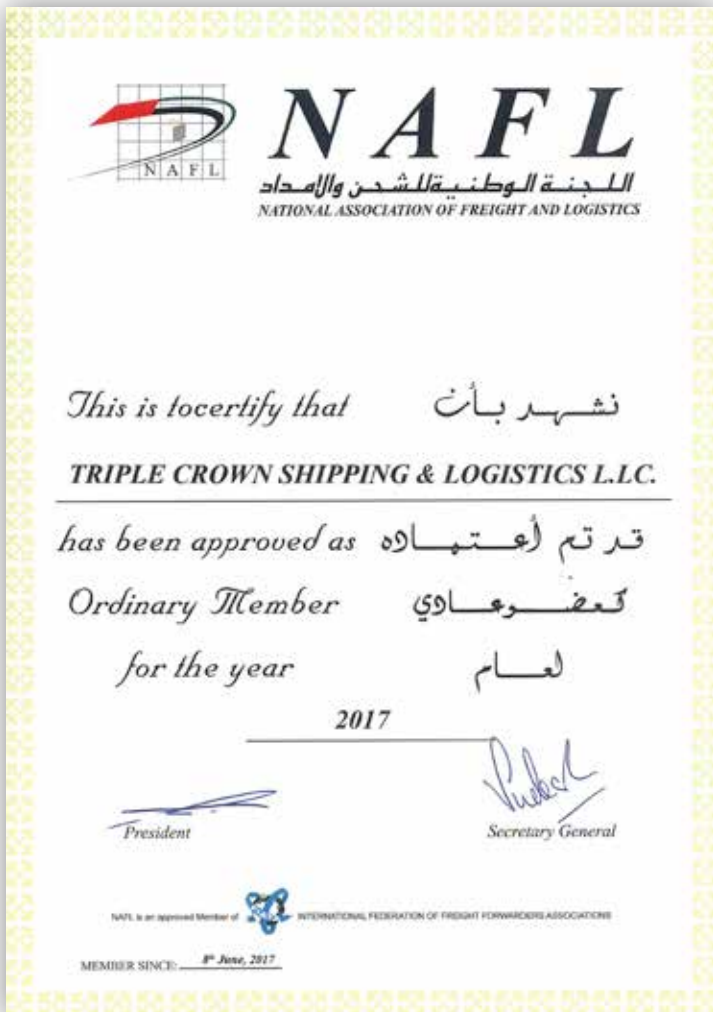 N A F L
N A F L
اللجنة الوطنية للشحن والإمداد
NATIONAL ASSOCIATION OF FREIGHT AND LOGISTICS
This is tocertify that نشهد بأن
TRIPLE CROWN SHIPPING & LOGISTICS L.LC.
has been approved as قد تم أعتماده
Ordinary Member كعضو عادي
for the year لعام
2017
President
Secretary General
NAFL is an approved Member of INTERNATIONAL FEDERATION OF FREIGHT FORWARDERS ASSOCIATIONS
MEMBER SINCE: 8th June, 2017